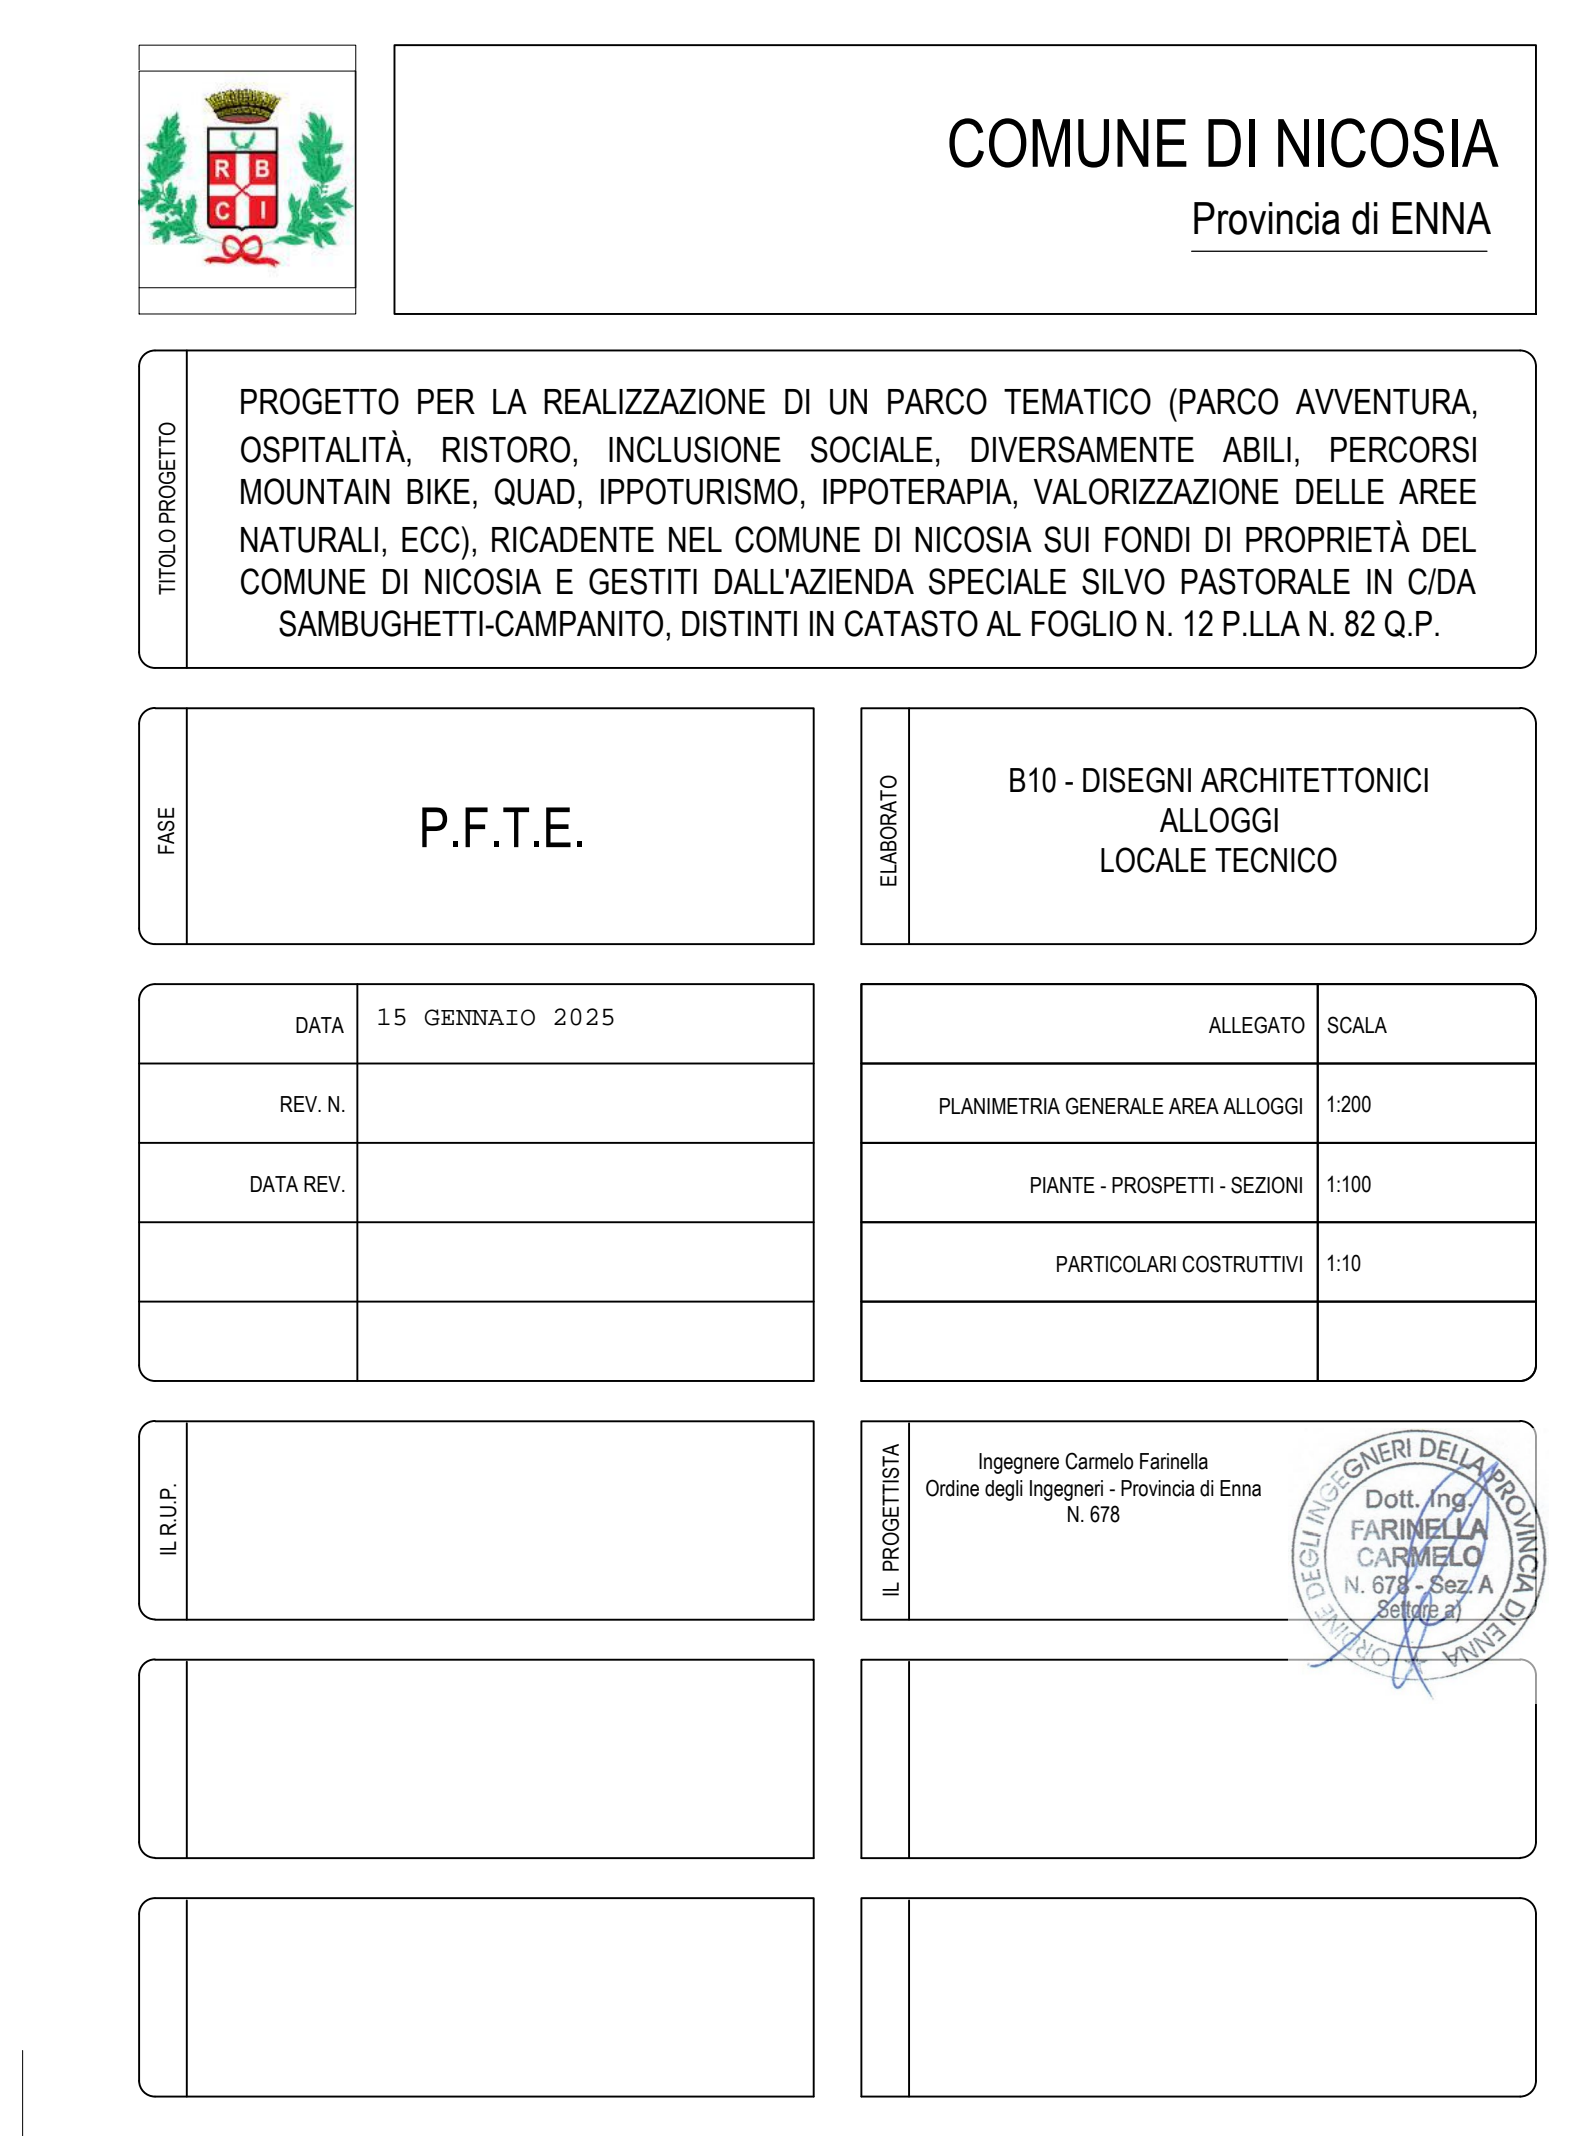 R B
C I
COMUNE DI NICOSIA
Provincia di ENNA
TITOLO PROGETTO
PROGETTO PER LA REALIZZAZIONE DI UN PARCO TEMATICO (PARCO AVVENTURA,
OSPITALITÀ, RISTORO, INCLUSIONE SOCIALE, DIVERSAMENTE ABILI, PERCORSI
MOUNTAIN BIKE, QUAD, IPPOTURISMO, IPPOTERAPIA, VALORIZZAZIONE DELLE AREE
NATURALI, ECC), RICADENTE NEL COMUNE DI NICOSIA SUI FONDI DI PROPRIETÀ DEL
COMUNE DI NICOSIA E GESTITI DALL'AZIENDA SPECIALE SILVO PASTORALE IN C/DA
SAMBUGHETTI-CAMPANITO, DISTINTI IN CATASTO AL FOGLIO N. 12 P.LLA N. 82 Q.P.
FASE
P.F.T.E.
ELABORATO
B10 - DISEGNI ARCHITETTONICI
ALLOGGI
LOCALE TECNICO
DATA 15 GENNAIO 2025
REV. N.
DATA REV.
ALLEGATO SCALA
PLANIMETRIA GENERALE AREA ALLOGGI 1:200
PIANTE - PROSPETTI - SEZIONI 1:100
PARTICOLARI COSTRUTTIVI 1:10
IL R.U.P.
IL PROGETTISTA
Ingegnere Carmelo Farinella
Ordine degli Ingegneri - Provincia di Enna
N. 678
ORDINE DEGLI INGEGNERI DELLA PROVINCIA DI ENNA
Dott. Ing.
FARINELLA
CARMELO
N. 678 - Sez. A
Settore a)